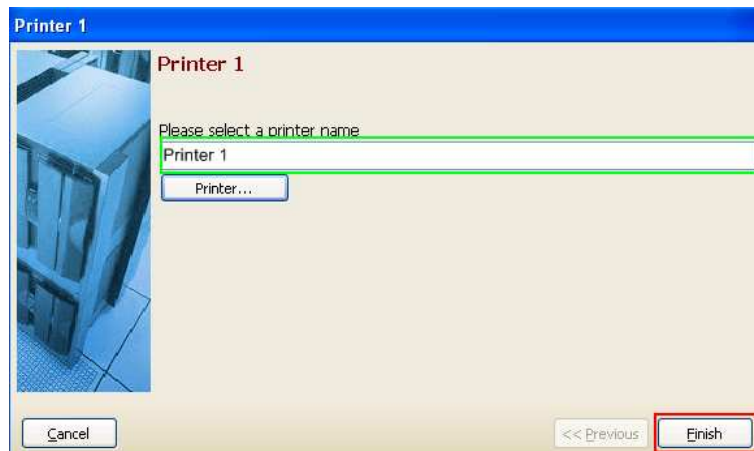 Printer 1
Printer 1
Please select a printer name
Printer 1
Printer...
Cancel
<< Previous
Finish